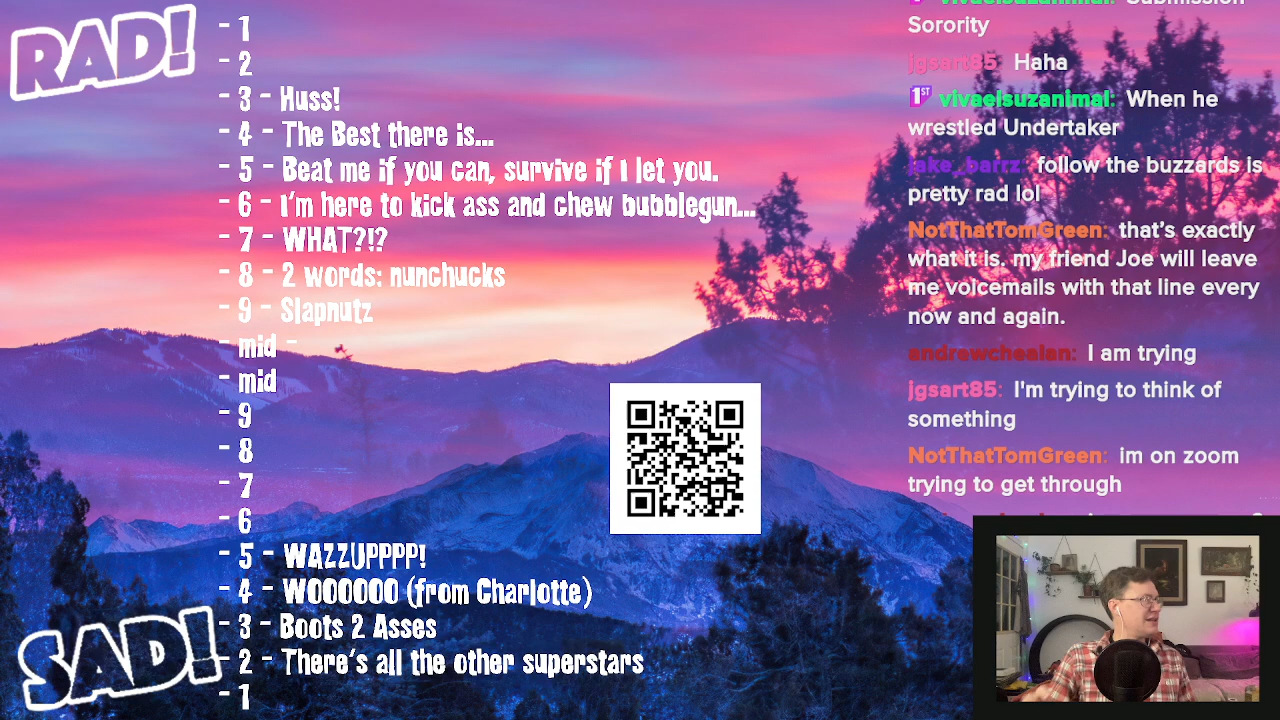 RAD!
- 1
- 2
- 3 - Huss!
- 4 - The Best there is...
- 5 - Beat me if you can, survive if I let you.
- 6 - I'm here to kick ass and chew bubblegun...
- 7 - WHAT?!?
- 8 - 2 words: nunchucks
- 9 - Slapnutz
- mid -
- mid
- 9
- 8
- 7
- 6
- 5 - WAZZUPPPP!
- 4 - WOOOOOO (from Charlotte)
- 3 - Boots 2 Asses
- 2 - There's all the other superstars
- 1
SAD!
vivaelsuzanimal: Submission
Sorority
jgsart85: Haha
1ST vivaelsuzanimal: When he
wrestled Undertaker
jake_barrz: follow the buzzards is
pretty rad lol
NotThatTomGreen: that's exactly
what it is. my friend Joe will leave
me voicemails with that line every
now and again.
andrewchealan: I am trying
jgsart85: I'm trying to think of
something
NotThatTomGreen: im on zoom
trying to get through